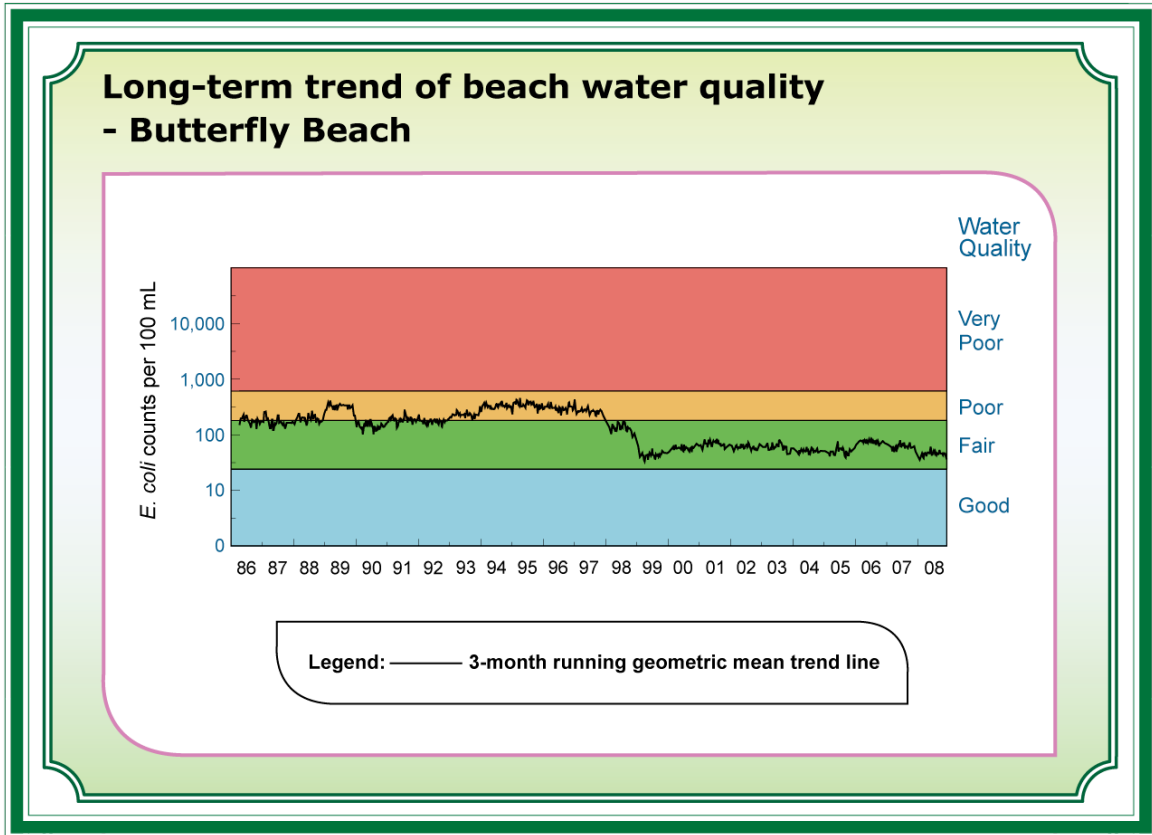 Long-term trend of beach water quality
- Butterfly Beach
Water
Quality
E. coli counts per 100 mL
10,000
1,000
100
10
0
Very
Poor
Poor
Fair
Good
86 87 88 89 90 91 92 93 94 95 96 97 98 99 00 01 02 03 04 05 06 07 08
Legend: 3-month running geometric mean trend line